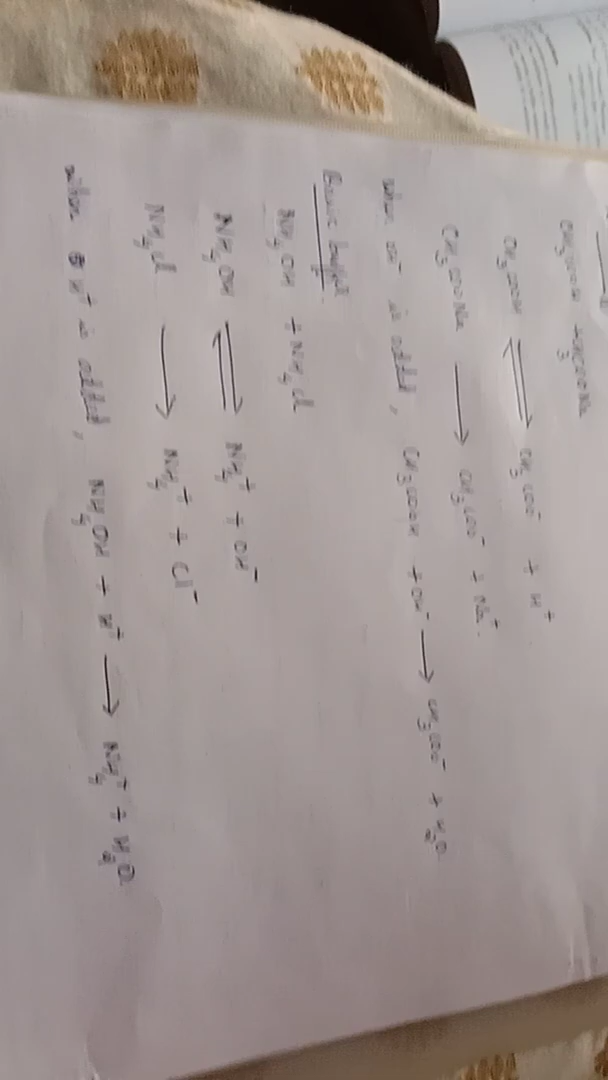 CH₃COOH + CH₃COONa
CH₃COOH ⇌ CH₃COO⁻ + H⁺
CH₃COONa → CH₃COO⁻ + Na⁺.
When OH⁻ is added, CH₃COOH + OH⁻ → CH₃COO⁻ + H₂O.
Basic buffer
NH₄OH + NH₄Cl
NH₄OH ⇌ NH₄⁺ + OH⁻
NH₄Cl → NH₄⁺ + Cl⁻
when H⁺ is added, NH₄OH + H⁺ → NH₄⁺ + H₂O.